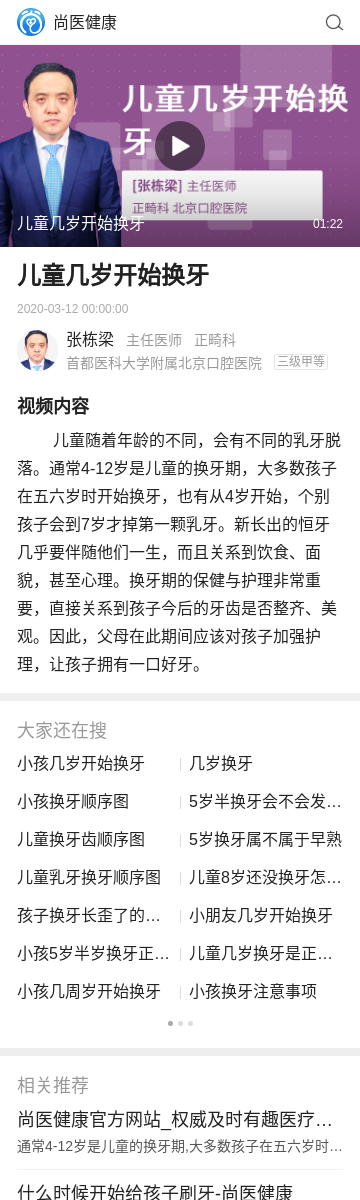 尚医健康
儿童几岁开始换
牙
[张栋梁] 主任医师
正畸科 北京口腔医院
儿童几岁开始换牙
01:22
儿童几岁开始换牙
2020-03-12 00:00:00
张栋梁 主任医师 正畸科
首都医科大学附属北京口腔医院 三级甲等
视频内容
儿童随着年龄的不同，会有不同的乳牙脱
落。通常4-12岁是儿童的换牙期，大多数孩子
在五六岁时开始换牙，也有从4岁开始，个别
孩子会到7岁才掉第一颗乳牙。新长出的恒牙
几乎要伴随他们一生，而且关系到饮食、面
貌，甚至心理。换牙期的保健与护理非常重
要，直接关系到孩子今后的牙齿是否整齐、美
观。因此，父母在此期间应该对孩子加强护
理，让孩子拥有一口好牙。
大家还在搜
小孩几岁开始换牙
几岁换牙
小孩换牙顺序图
5岁半换牙会不会发…
儿童换牙齿顺序图
5岁换牙属不属于早熟
儿童乳牙换牙顺序图
儿童8岁还没换牙怎…
孩子换牙长歪了的…
小朋友几岁开始换牙
小孩5岁半岁换牙正…
儿童几岁换牙是正…
小孩几周岁开始换牙
小孩换牙注意事项
相关推荐
尚医健康官方网站_权威及时有趣医疗…
通常4-12岁是儿童的换牙期,大多数孩子在五六岁时…
什么时候开始给孩子刷牙-尚医健康